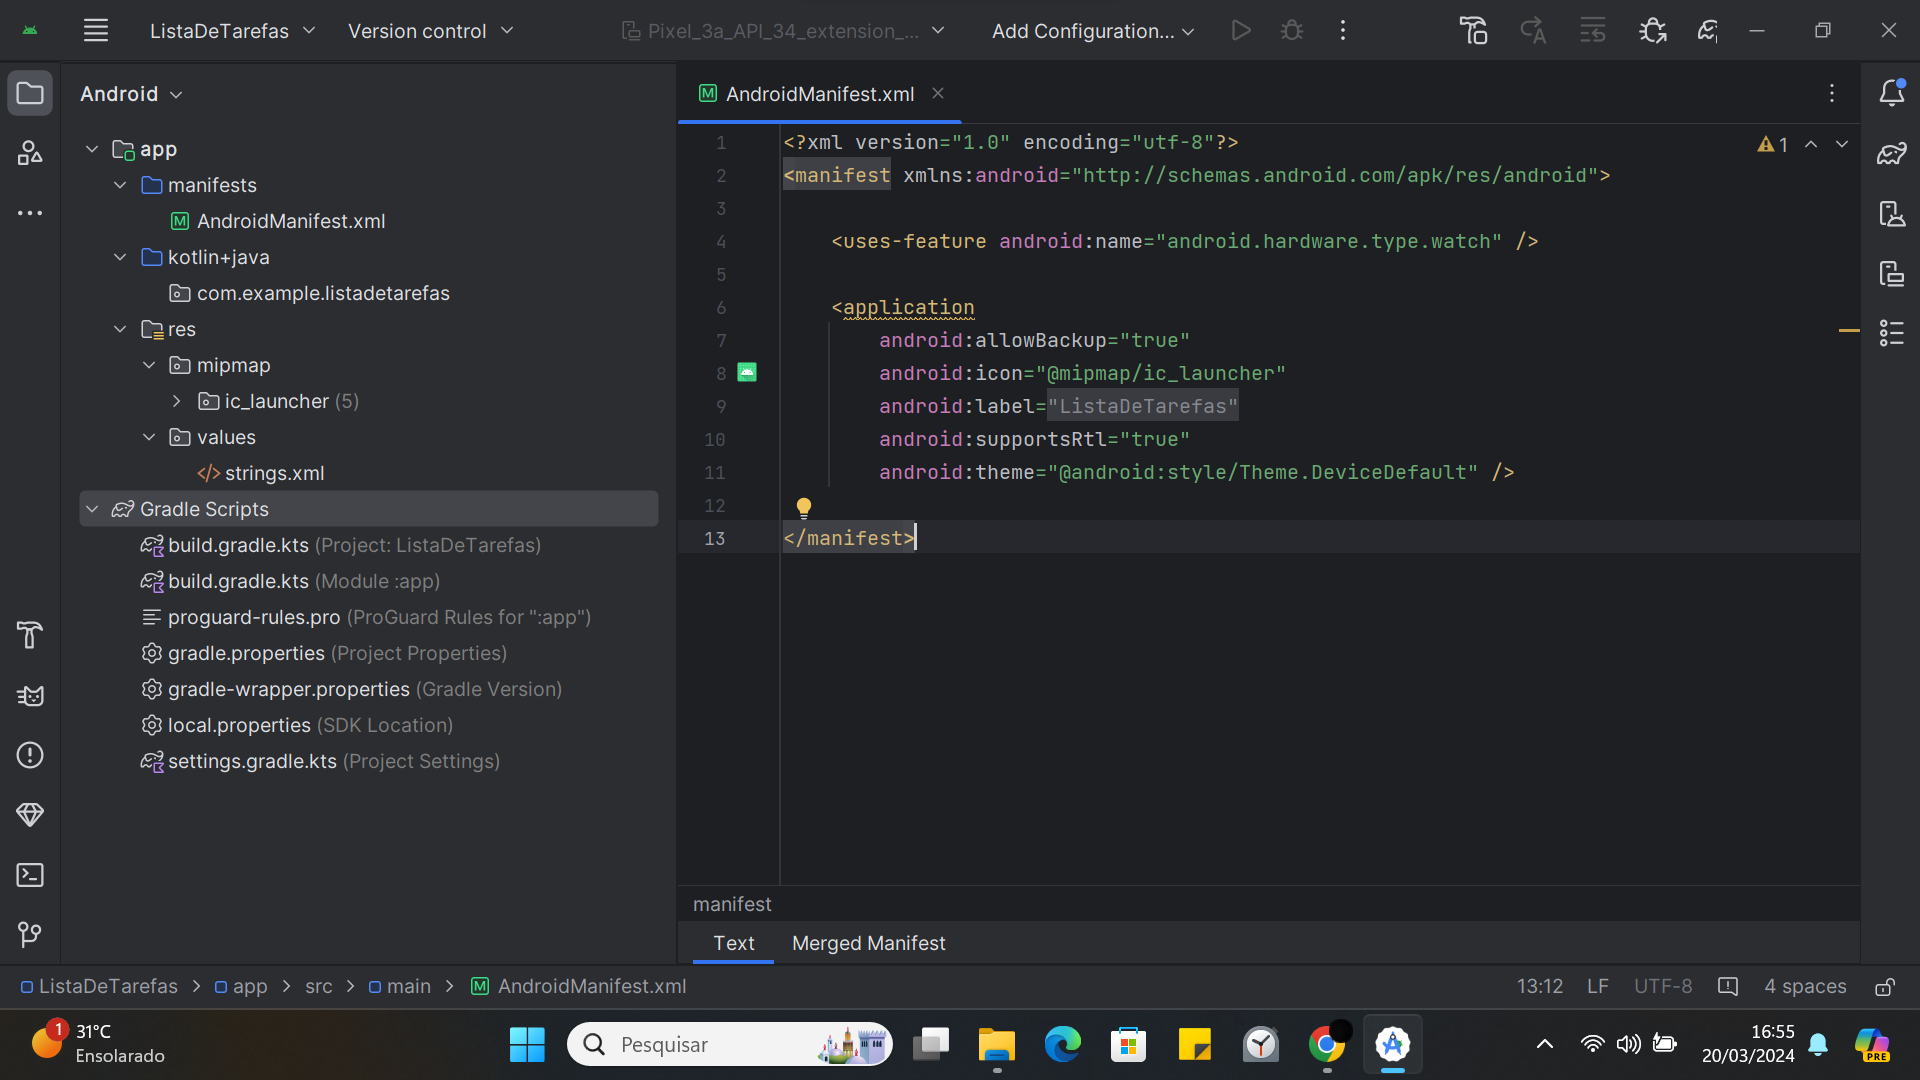 ListaDeTarefas
Version control
Pixel_3a_API_34_extension_...
Add Configuration...
Android
app
manifests
AndroidManifest.xml
kotlin+java
com.example.listadetarefas
res
mipmap
ic_launcher (5)
values
</> strings.xml
Gradle Scripts
build.gradle.kts (Project: ListaDeTarefas)
build.gradle.kts (Module :app)
proguard-rules.pro (ProGuard Rules for ":app")
gradle.properties (Project Properties)
gradle-wrapper.properties (Gradle Version)
local.properties (SDK Location)
settings.gradle.kts (Project Settings)
M AndroidManifest.xml
1 <?xml version="1.0" encoding="utf-8"?>
2 <manifest xmlns:android="http://schemas.android.com/apk/res/android">
3
4 <uses-feature android:name="android.hardware.type.watch" />
5
6 <application
7 android:allowBackup="true"
8 android:icon="@mipmap/ic_launcher"
9 android:label="ListaDeTarefas"
10 android:supportsRtl="true"
11 android:theme="@android:style/Theme.DeviceDefault" />
12
13 </manifest>
1
manifest
Text
Merged Manifest
ListaDeTarefas > app > src > main > M AndroidManifest.xml
13:12
LF
UTF-8
4 spaces
1
31°C
Ensolarado
Pesquisar
16:55
20/03/2024
PRE